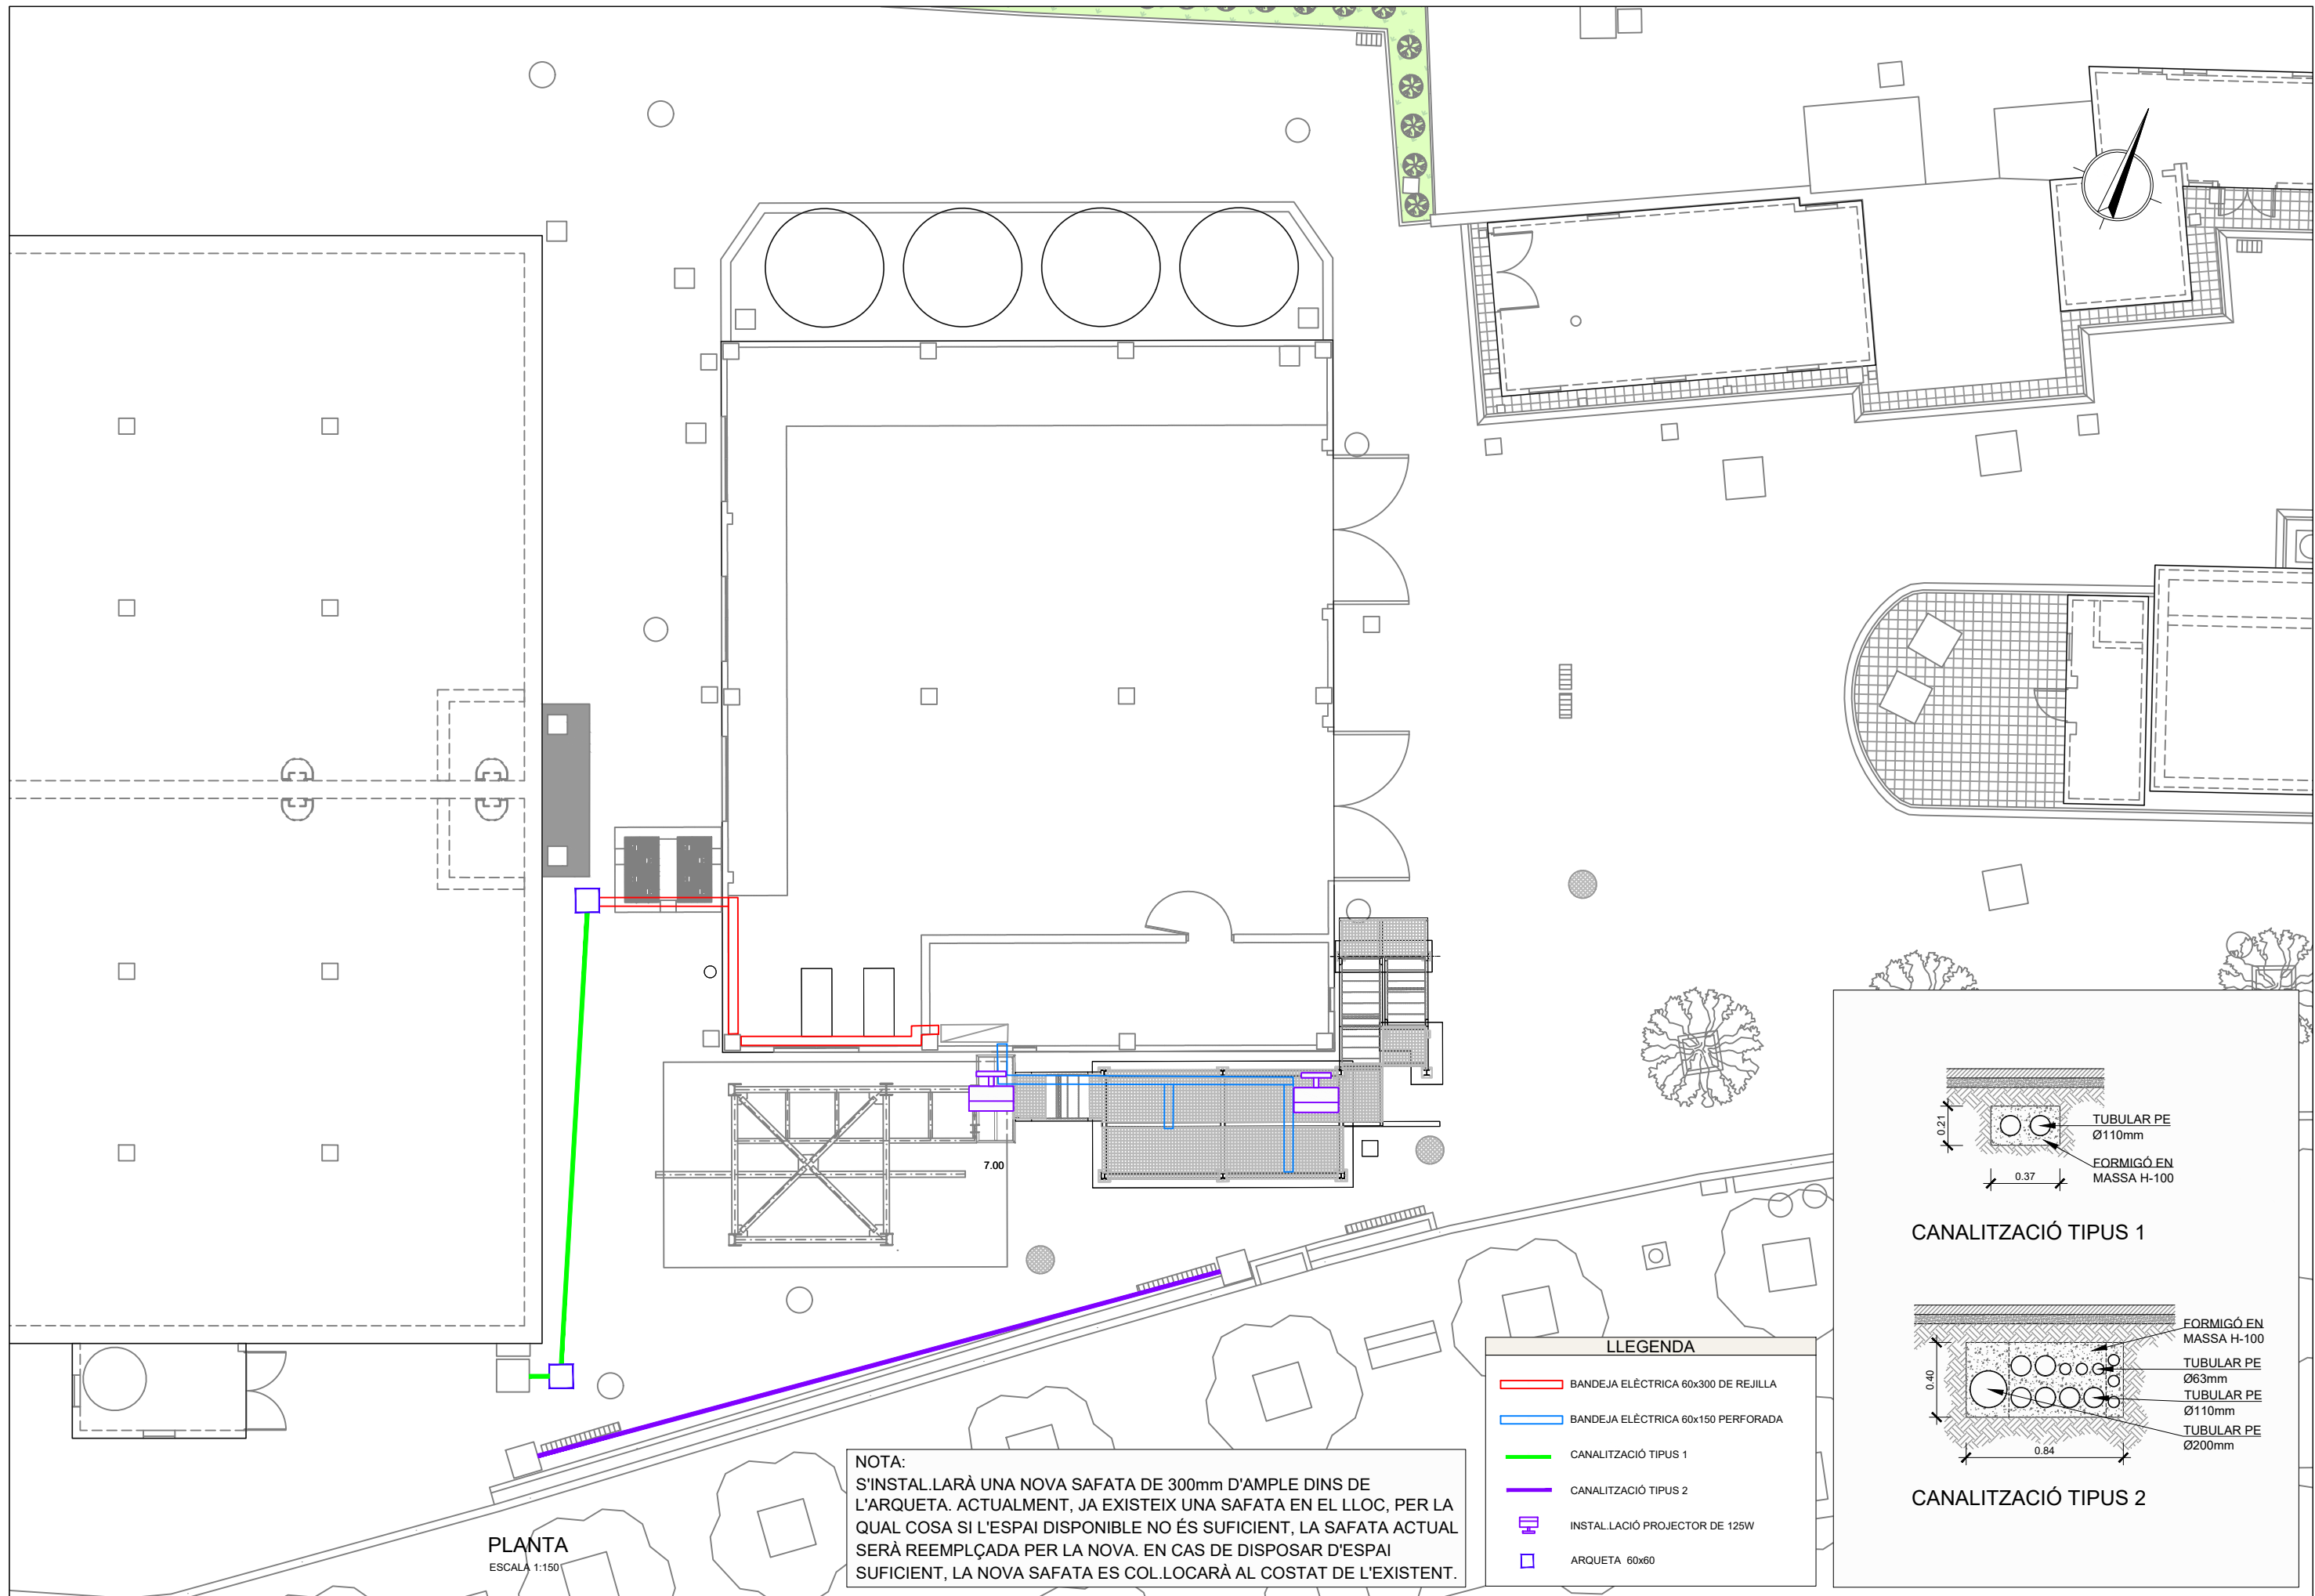 7.00
PLANTA
ESCALA 1:150
NOTA:
S'INSTAL.LARÀ UNA NOVA SAFATA DE 300mm D'AMPLE DINS DE
L'ARQUETA. ACTUALMENT, JA EXISTEIX UNA SAFATA EN EL LLOC, PER LA
QUAL COSA SI L'ESPAI DISPONIBLE NO ÉS SUFICIENT, LA SAFATA ACTUAL
SERÀ REEMPLÇADA PER LA NOVA. EN CAS DE DISPOSAR D'ESPAI
SUFICIENT, LA NOVA SAFATA ES COL.LOCARÀ AL COSTAT DE L'EXISTENT.
LLEGENDA
BANDEJA ELÈCTRICA 60x300 DE REJILLA
BANDEJA ELÈCTRICA 60x150 PERFORADA
CANALITZACIÓ TIPUS 1
CANALITZACIÓ TIPUS 2
INSTAL.LACIÓ PROJECTOR DE 125W
ARQUETA 60x60
0.21
TUBULAR PE
Ø110mm
FORMIGÓ EN
MASSA H-100
0.37
CANALITZACIÓ TIPUS 1
FORMIGÓ EN
MASSA H-100
TUBULAR PE
Ø63mm
TUBULAR PE
Ø110mm
TUBULAR PE
Ø200mm
0.40
0.84
CANALITZACIÓ TIPUS 2